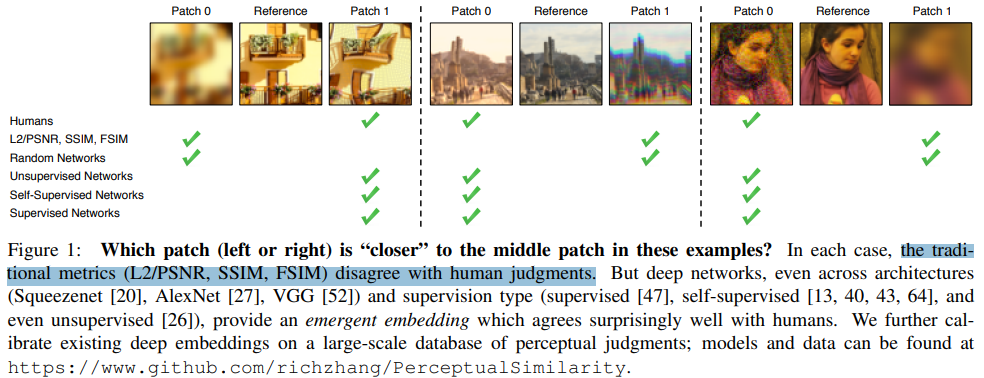 Patch 0 Reference Patch 1 Patch 0 Reference Patch 1 Patch 0 Reference Patch 1
Humans
L2/PSNR, SSIM, FSIM
Random Networks
Unsupervised Networks
Self-Supervised Networks
Supervised Networks
Figure 1: Which patch (left or right) is “closer” to the middle patch in these examples? In each case, the tradi-
tional metrics (L2/PSNR, SSIM, FSIM) disagree with human judgments. But deep networks, even across architectures
(Squeezenet [20], AlexNet [27], VGG [52]) and supervision type (supervised [47], self-supervised [13, 40, 43, 64], and
even unsupervised [26]), provide an emergent embedding which agrees surprisingly well with humans. We further cal-
ibrate existing deep embeddings on a large-scale database of perceptual judgments; models and data can be found at
https://www.github.com/richzhang/PerceptualSimilarity.